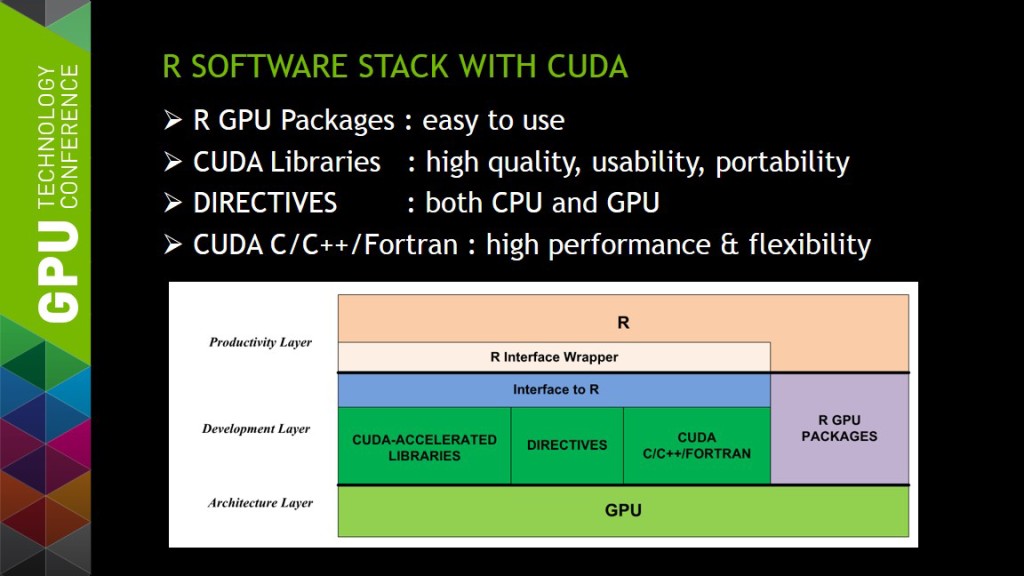 GPU TECHNOLOGY
CONFERENCE
R SOFTWARE STACK WITH CUDA
➢ R GPU Packages : easy to use
➢ CUDA Libraries : high quality, usability, portability
➢ DIRECTIVES : both CPU and GPU
➢ CUDA C/C++/Fortran : high performance & flexibility
Productivity Layer
R
R Interface Wrapper
Development Layer
Interface to R
CUDA-ACCELERATED
LIBRARIES
DIRECTIVES
CUDA
C/C++/FORTRAN
R GPU
PACKAGES
Architecture Layer
GPU